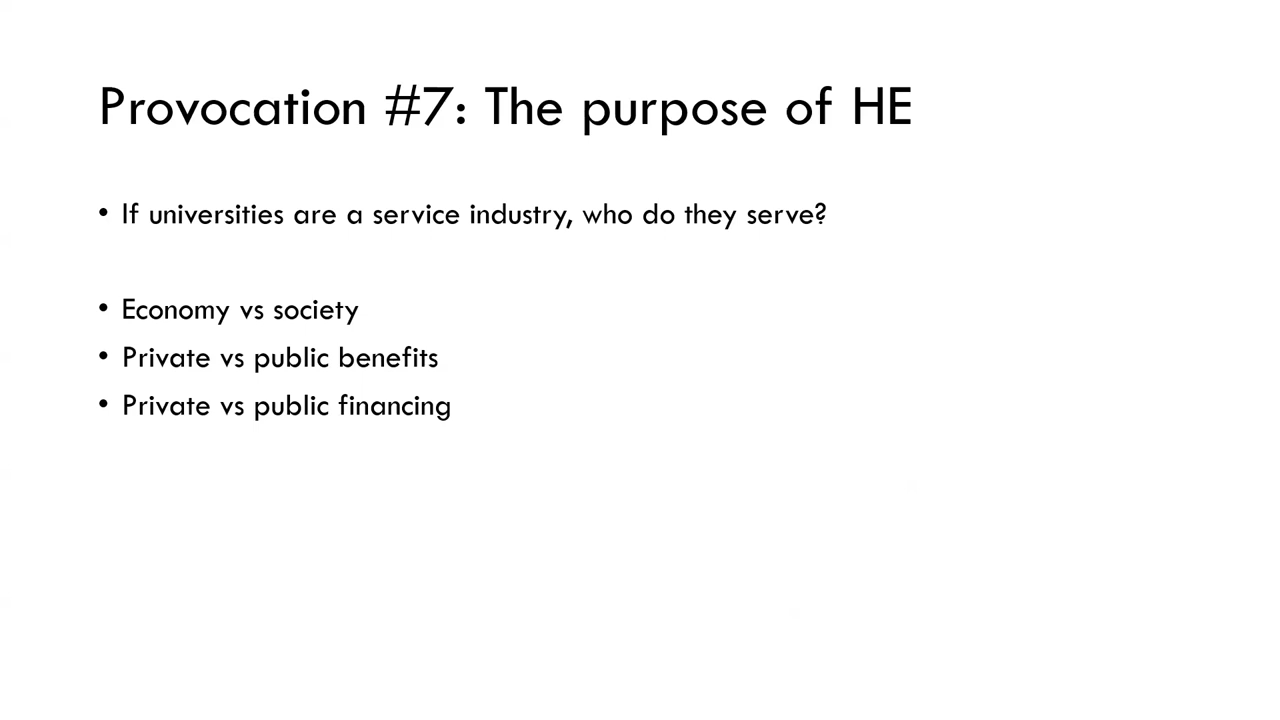 Provocation #7: The purpose of HE
• If universities are a service industry, who do they serve?
• Economy vs society
• Private vs public benefits
• Private vs public financing